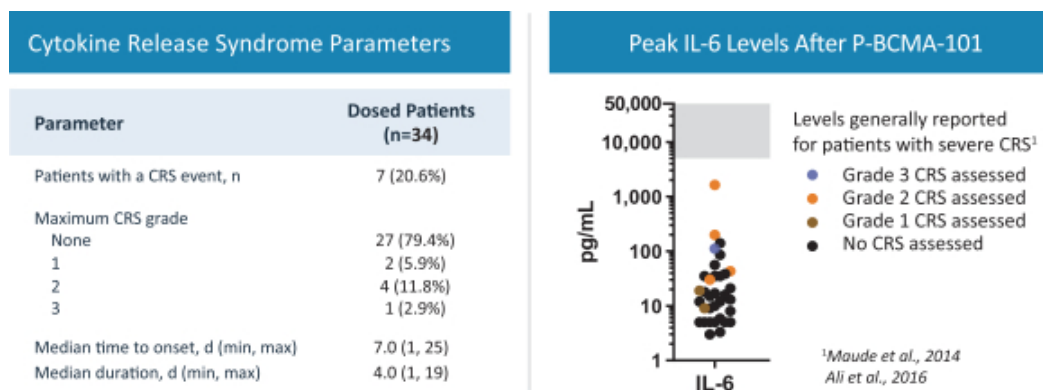 Cytokine Release Syndrome Parameters
Parameter
Dosed Patients
(n=34)
Patients with a CRS event, n 7 (20.6%)
Maximum CRS grade
None 27 (79.4%)
1 2 (5.9%)
2 4 (11.8%)
3 1 (2.9%)
Median time to onset, d (min, max) 7.0 (1, 25)
Median duration, d (min, max) 4.0 (1, 19)
Peak IL-6 Levels After P-BCMA-101
pg/mL
50,000
10,000
1,000
100
10
1
IL-6
Levels generally reported
for patients with severe CRS¹
Grade 3 CRS assessed
Grade 2 CRS assessed
Grade 1 CRS assessed
No CRS assessed
¹Maude et al., 2014
Ali et al., 2016